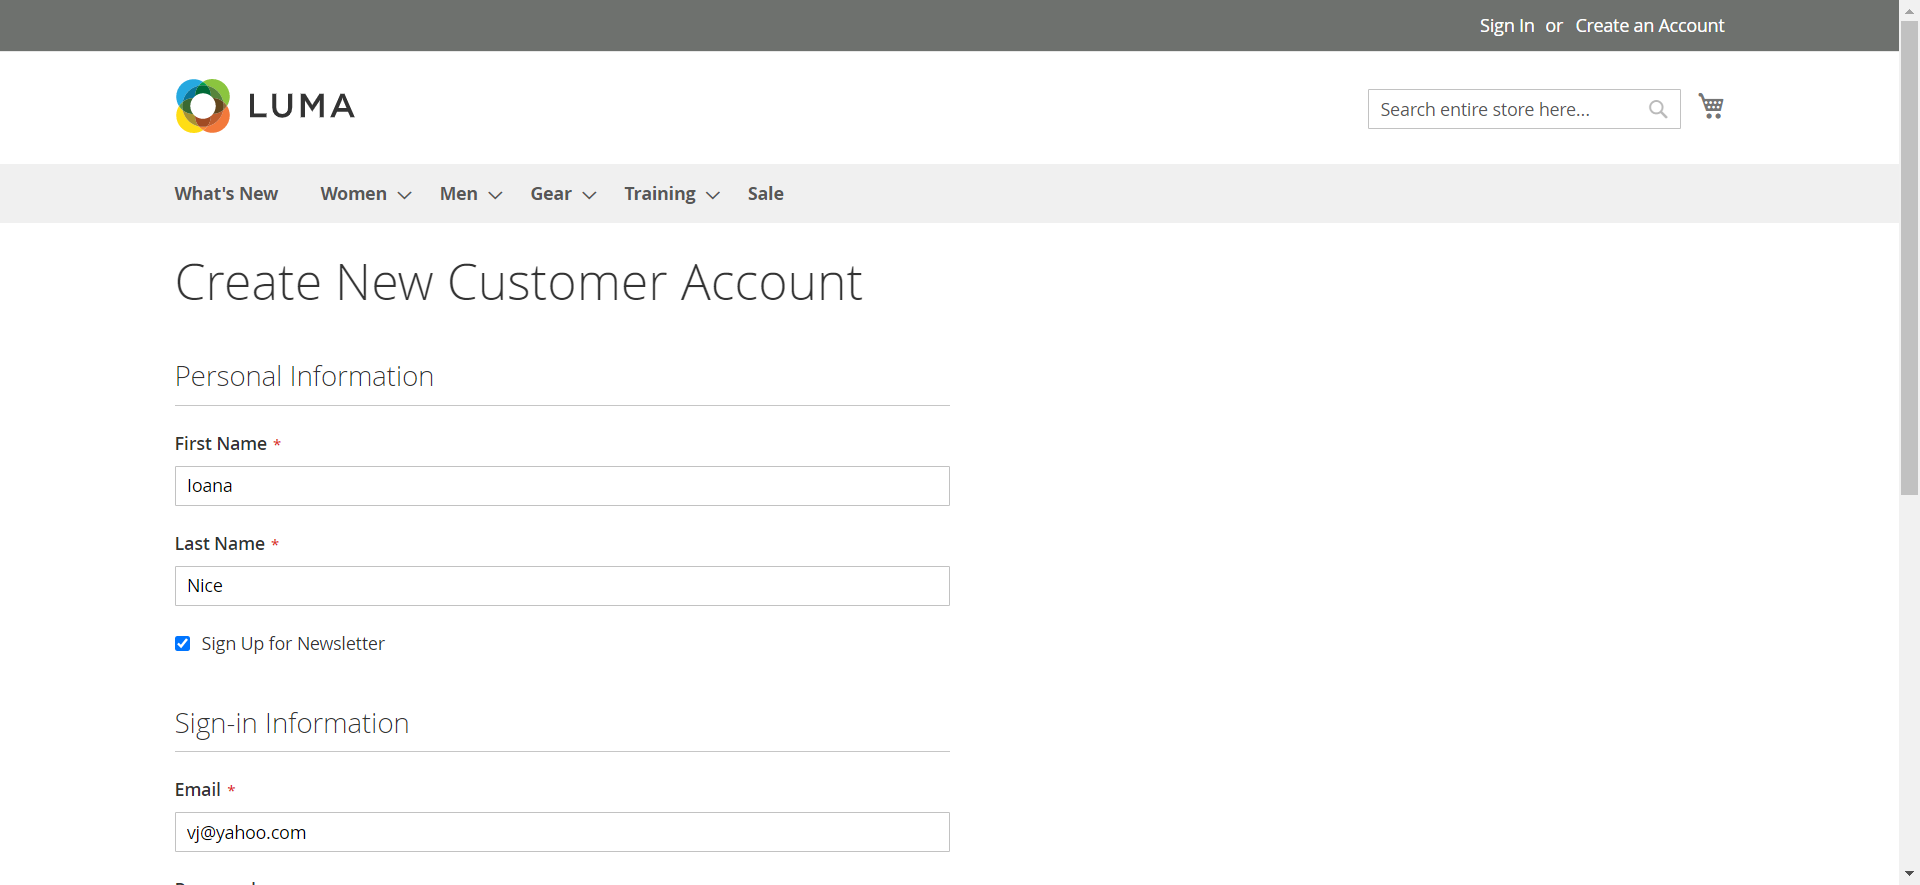 Sign In or Create an Account
LUMA
Search entire store here...
What's New Women Men Gear Training Sale
Create New Customer Account
Personal Information
First Name *
Ioana
Last Name *
Nice
Sign Up for Newsletter
Sign-in Information
Email *
vj@yahoo.com